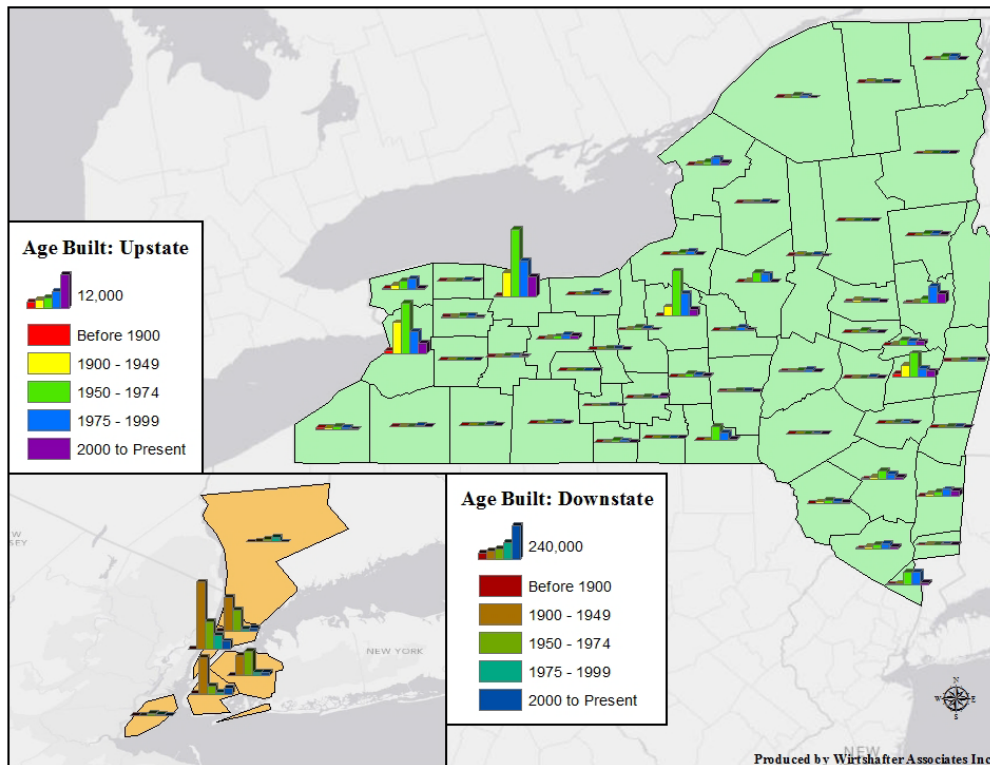 Age Built: Upstate
12,000
Before 1900
1900 - 1949
1950 - 1974
1975 - 1999
2000 to Present
Age Built: Downstate
240,000
Before 1900
1900 - 1949
1950 - 1974
1975 - 1999
2000 to Present
NEW YORK
N
W E
S
NEW
Produced by Wirtshafter Associates Inc